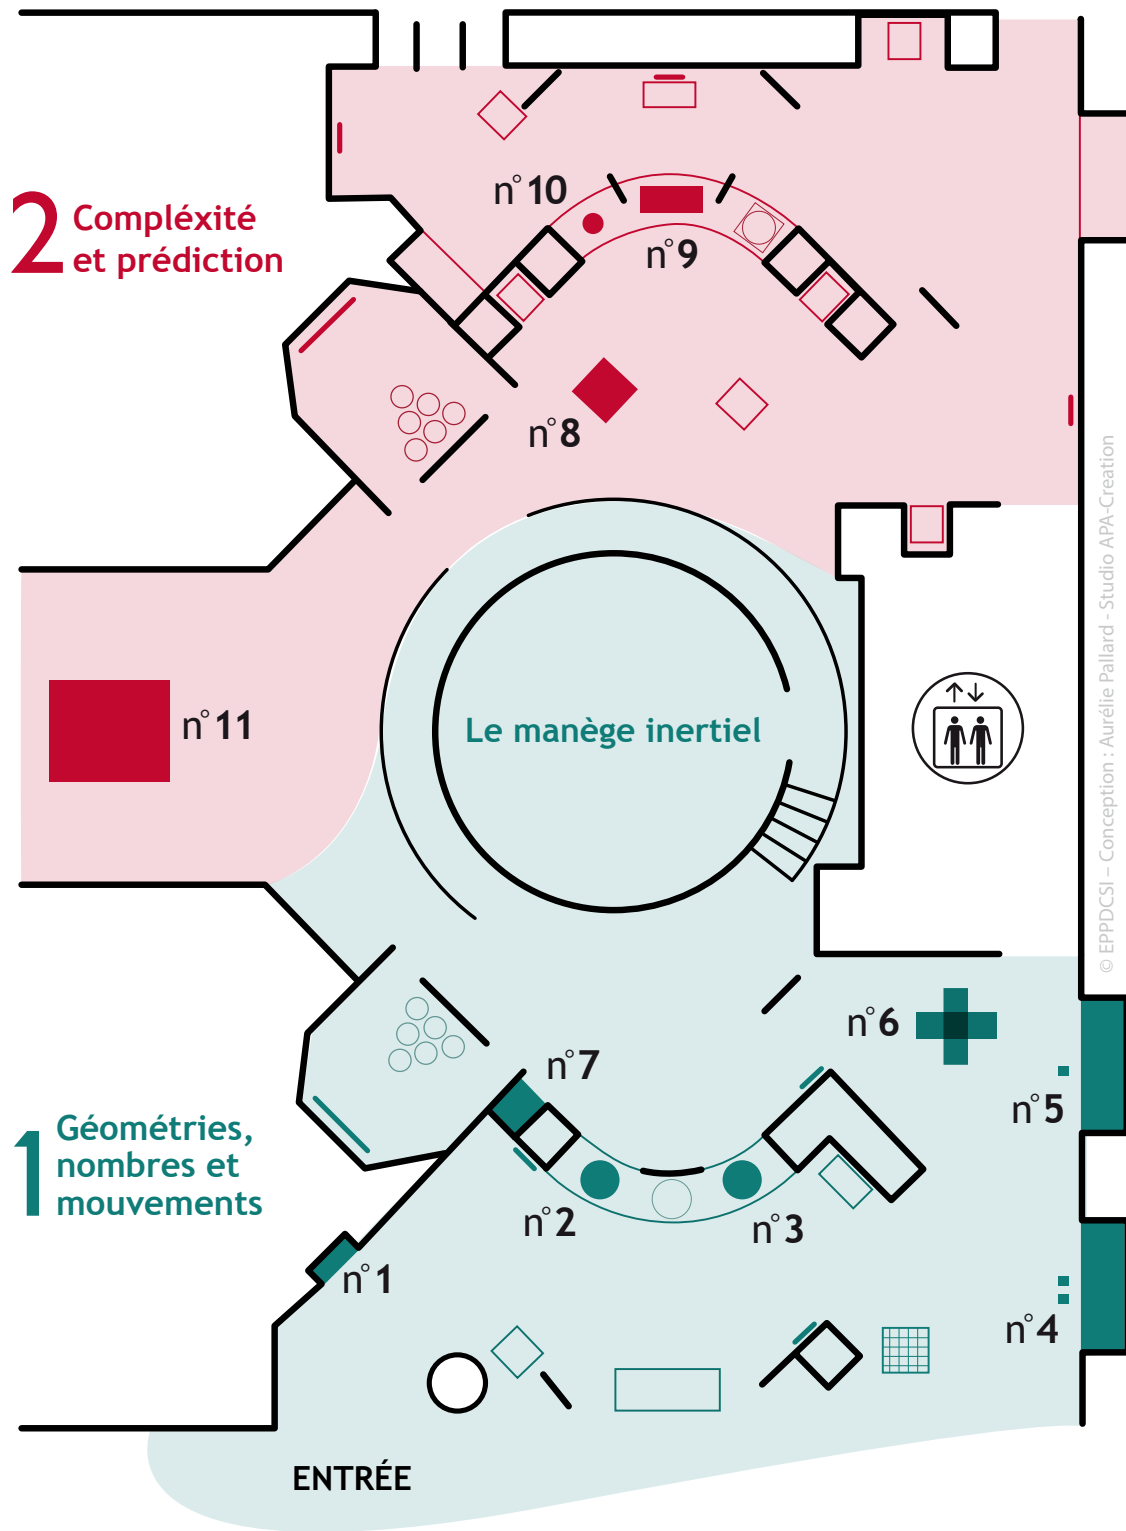 n°10
2 Compléxité
et prédiction
n°9
n°8
© EPPDCSI – Conception : Aurélie Pallard - Studio APA-Creation
n°11
Le manège inertiel
n°6
n°7
n°5
1 Géométries,
nombres et
mouvements
n°2
n°3
n°1
n°4
ENTRÉE